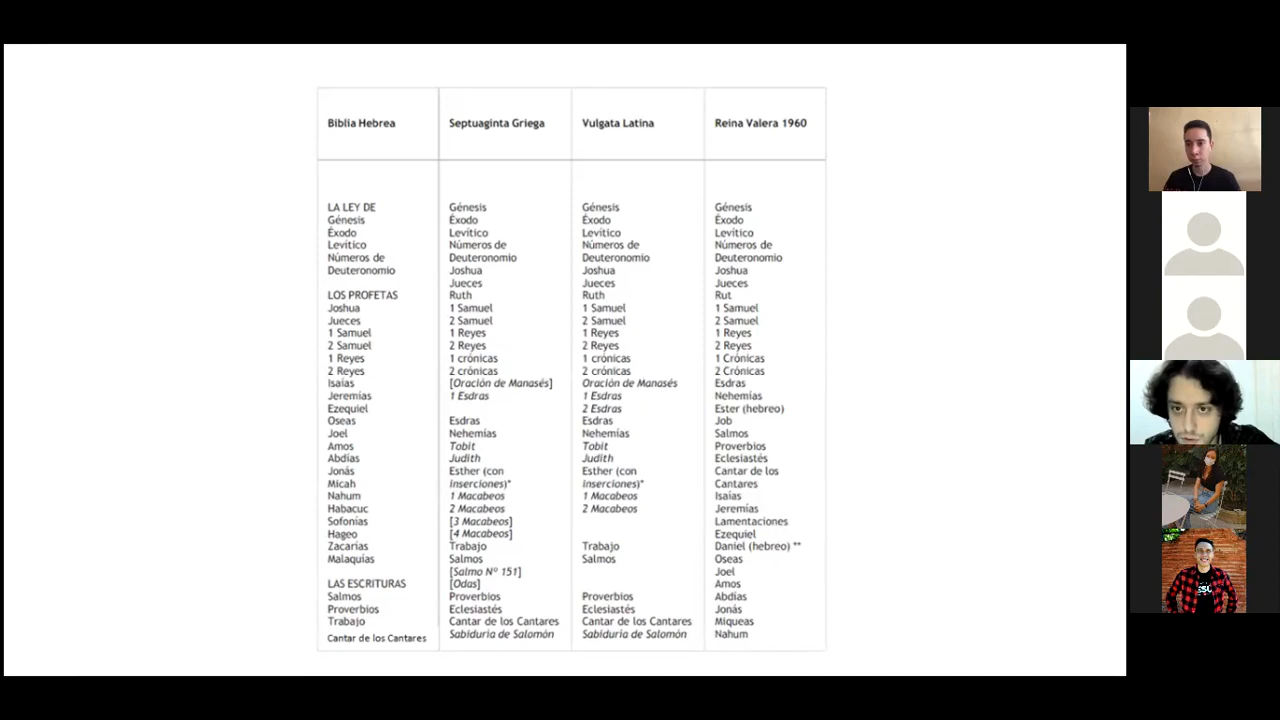 Biblia Hebrea
LA LEY DE
Génesis
Éxodo
Levítico
Números de
Deuteronomio
LOS PROFETAS
Joshua
Jueces
1 Samuel
2 Samuel
1 Reyes
2 Reyes
Isaías
Jeremías
Ezequiel
Oseas
Joel
Amos
Abdías
Jonás
Micah
Nahum
Habacuc
Sofonías
Hageo
Zacarías
Malaquías
LAS ESCRITURAS
Salmos
Proverbios
Trabajo
Cantar de los Cantares
Septuaginta Griega
Génesis
Éxodo
Levítico
Números de
Deuteronomio
Joshua
Jueces
Ruth
1 Samuel
2 Samuel
1 Reyes
2 Reyes
1 crónicas
2 crónicas
[Oración de Manasés]
1 Esdras
Esdras
Nehemías
Tobit
Judith
Esther (con
inserciones)*
1 Macabeos
2 Macabeos
[3 Macabeos]
[4 Macabeos]
Trabajo
Salmos
[Salmo Nº 151]
[Odas]
Proverbios
Eclesiastés
Cantar de los Cantares
Sabiduría de Salomón
Vulgata Latina
Génesis
Éxodo
Levítico
Números de
Deuteronomio
Joshua
Jueces
Ruth
1 Samuel
2 Samuel
1 Reyes
2 Reyes
1 crónicas
2 crónicas
Oración de Manasés
1 Esdras
2 Esdras
Esdras
Nehemías
Tobit
Judith
Esther (con
inserciones)*
1 Macabeos
2 Macabeos
Trabajo
Salmos
Proverbios
Eclesiastés
Cantar de los Cantares
Sabiduría de Salomón
Reina Valera 1960
Génesis
Éxodo
Levítico
Números de
Deuteronomio
Joshua
Jueces
Rut
1 Samuel
2 Samuel
1 Reyes
2 Reyes
1 Crónicas
2 Crónicas
Esdras
Nehemías
Ester (hebreo)
Job
Salmos
Proverbios
Eclesiastés
Cantar de los
Cantares
Isaías
Jeremías
Lamentaciones
Ezequiel
Daniel (hebreo) **
Oseas
Joel
Amos
Abdías
Jonás
Miqueas
Nahum